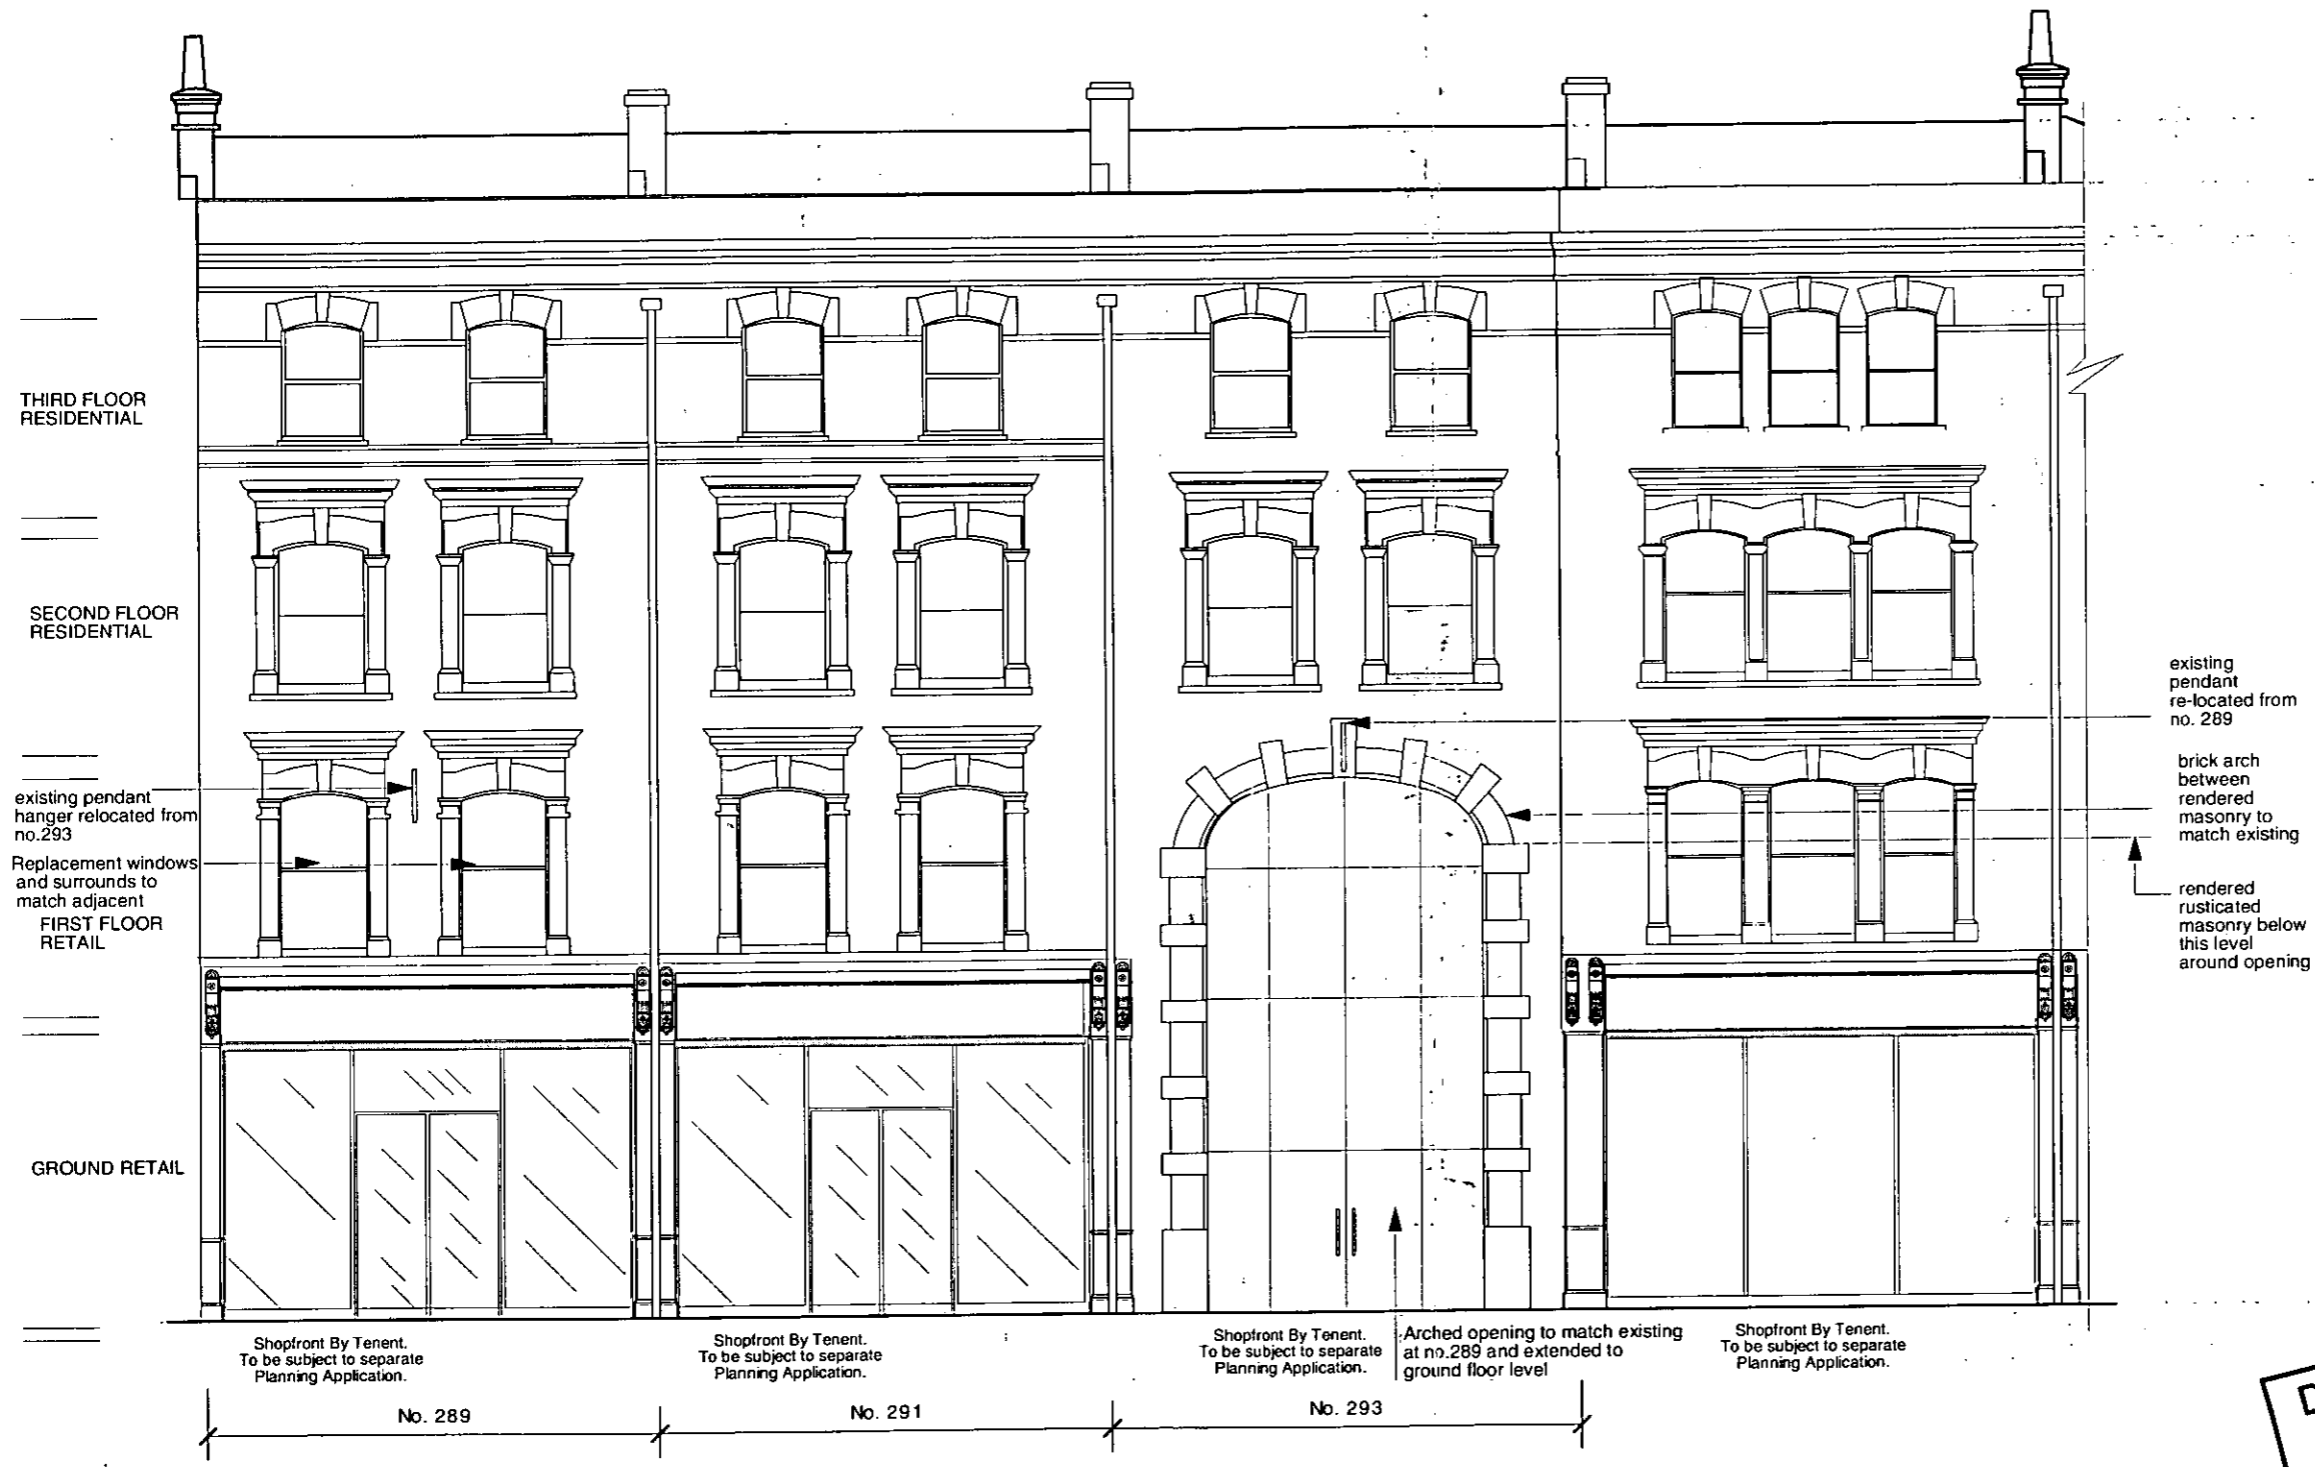 THIRD FLOOR
RESIDENTIAL
SECOND FLOOR
RESIDENTIAL
existing pendant
hanger relocated from
no.293
Replacement windows
and surrounds to
match adjacent
FIRST FLOOR
RETAIL
GROUND RETAIL
existing
pendant
re-located from
no. 289
brick arch
between
rendered
masonry to
match existing
rendered
rusticated
masonry below
this level
around opening
Shopfront By Tenent.
To be subject to separate
Planning Application.
Shopfront By Tenent.
To be subject to separate
Planning Application.
Shopfront By Tenent.
To be subject to separate
Planning Application.
Arched opening to match existing
at no.289 and extended to
ground floor level
Shopfront By Tenent.
To be subject to separate
Planning Application.
No. 289
No. 291
No. 293